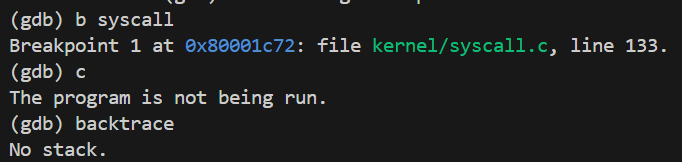 (gdb) b syscall
Breakpoint 1 at 0x80001c72: file kernel/syscall.c, line 133.
(gdb) c
The program is not being run.
(gdb) backtrace
No stack.